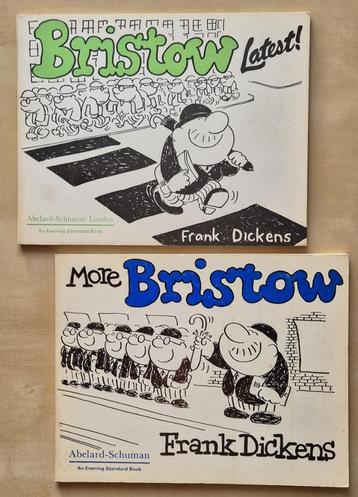 Bristow
Latest!
Abelard-Schuman London
An Evening Standard Book
Frank Dickens
More Bristow
Frank Dickens
Abelard-Schuman
An Evening Standard Book